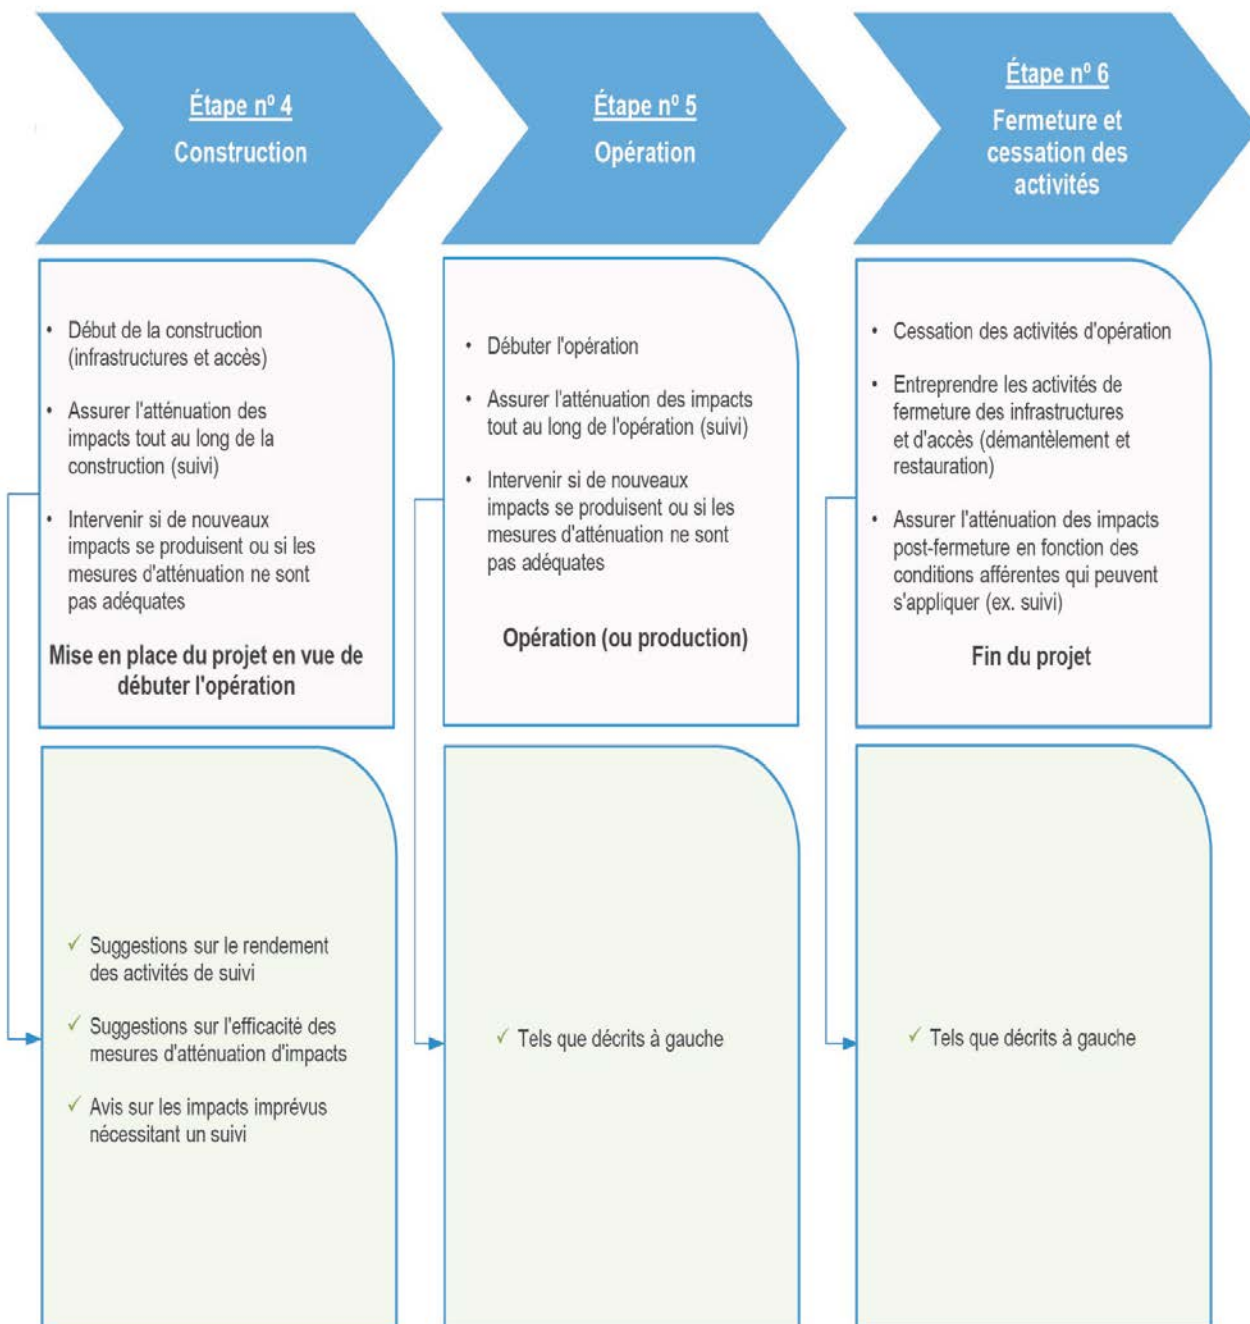 Étape nº 4
Construction
Étape nº 5
Opération
Étape nº 6
Fermeture et
cessation des
activités
• Début de la construction
(infrastructures et accès)
• Assurer l'atténuation des
impacts tout au long de la
construction (suivi)
• Intervenir si de nouveaux
impacts se produisent ou si les
mesures d'atténuation ne sont
pas adéquates
Mise en place du projet en vue de
débuter l'opération
• Débuter l'opération
• Assurer l'atténuation des impacts
tout au long de l'opération (suivi)
• Intervenir si de nouveaux
impacts se produisent ou si les
mesures d'atténuation ne sont
pas adéquates
Opération (ou production)
• Cessation des activités d'opération
• Entreprendre les activités de
fermeture des infrastructures
et d'accès (démantèlement et
restauration)
• Assurer l'atténuation des impacts
post-fermeture en fonction des
conditions afférentes qui peuvent
s'appliquer (ex. suivi)
Fin du projet
✓ Suggestions sur le rendement
des activités de suivi
✓ Suggestions sur l'efficacité des
mesures d'atténuation d'impacts
✓ Avis sur les impacts imprévus
nécessitant un suivi
✓ Tels que décrits à gauche
✓ Tels que décrits à gauche